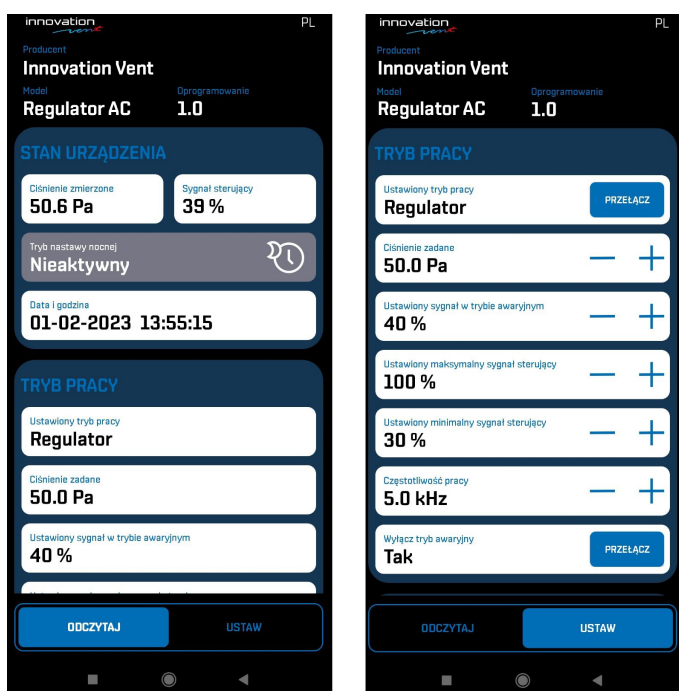 innovation
vent
PL
Producent
Innovation Vent
Model
Oprogramowanie
Regulator AC
1.0
STAN URZĄDZENIA
Ciśnienie zmierzone
50.6 Pa
Sygnał sterujący
39 %
Tryb nastawy nocnej
Nieaktywny
Data i godzina
01-02-2023 13:55:15
TRYB PRACY
Ustawiony tryb pracy
Regulator
Ciśnienie zadane
50.0 Pa
Ustawiony sygnał w trybie awaryjnym
40 %
ODCZYTAJ
USTAW
innovation
vent
PL
Producent
Innovation Vent
Model
Oprogramowanie
Regulator AC
1.0
TRYB PRACY
Ustawiony tryb pracy
Regulator
PRZEŁĄCZ
Ciśnienie zadane
50.0 Pa
Ustawiony sygnał w trybie awaryjnym
40 %
Ustawiony maksymalny sygnał sterujący
100 %
Ustawiony minimalny sygnał sterujący
30 %
Częstotliwość pracy
5.0 kHz
Wyłącz tryb awaryjny
Tak
PRZEŁĄCZ
ODCZYTAJ
USTAW